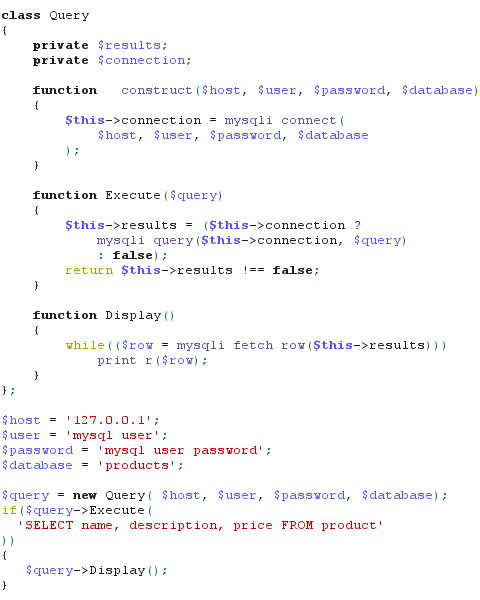 class Query
{
    private $results;
    private $connection;

    function   construct($host, $user, $password, $database)
    {
        $this->connection = mysqli connect(
            $host, $user, $password, $database
        );
    }

    function Execute($query)
    {
        $this->results = ($this->connection ?
            mysqli query($this->connection, $query)
            : false);
        return $this->results !== false;
    }

    function Display()
    {
        while(($row = mysqli fetch row($this->results)))
            print r($row);
    }
};

$host = '127.0.0.1';
$user = 'mysql user';
$password = 'mysql user password';
$database = 'products';

$query = new Query( $host, $user, $password, $database);
if($query->Execute(
  'SELECT name, description, price FROM product'
))
{
   $query->Display();
}